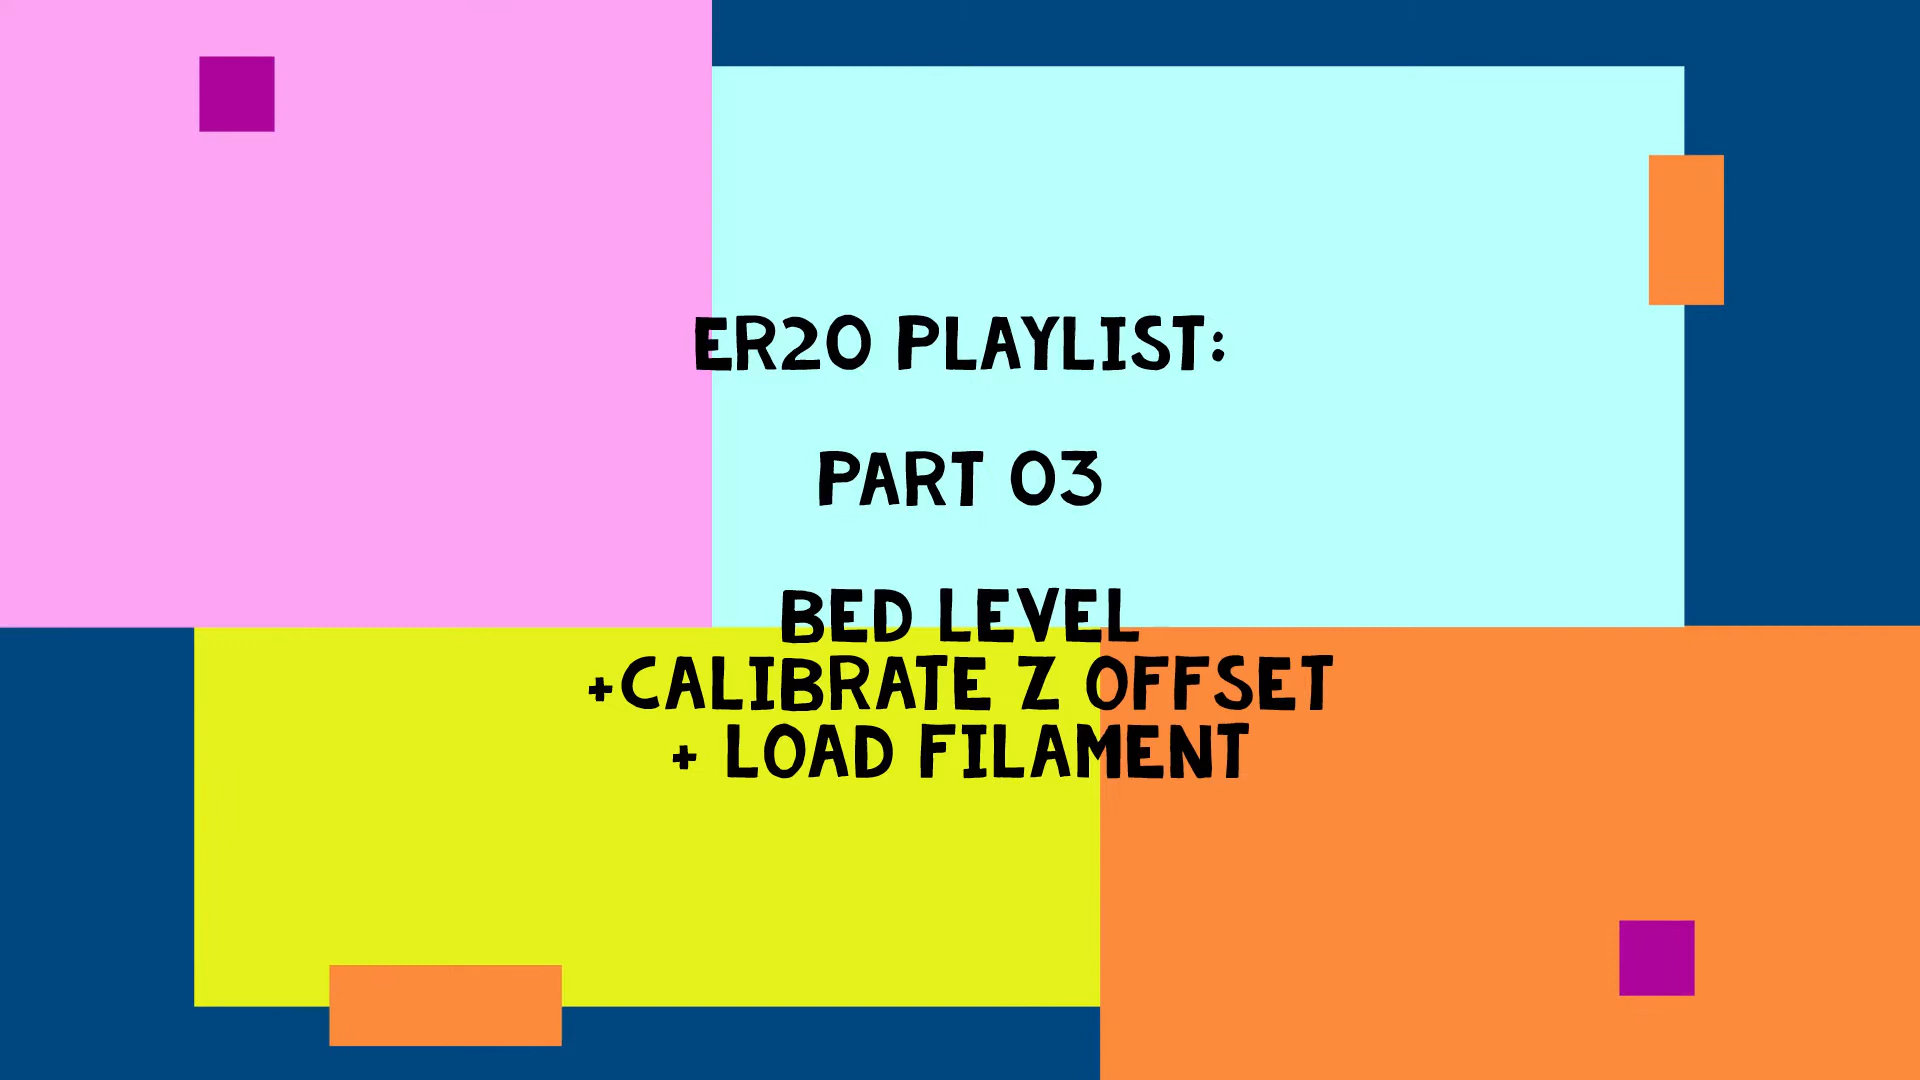 ER20 PLAYLIST:
PART 03
BED LEVEL
+CALIBRATE Z OFFSET
+ LOAD FILAMENT